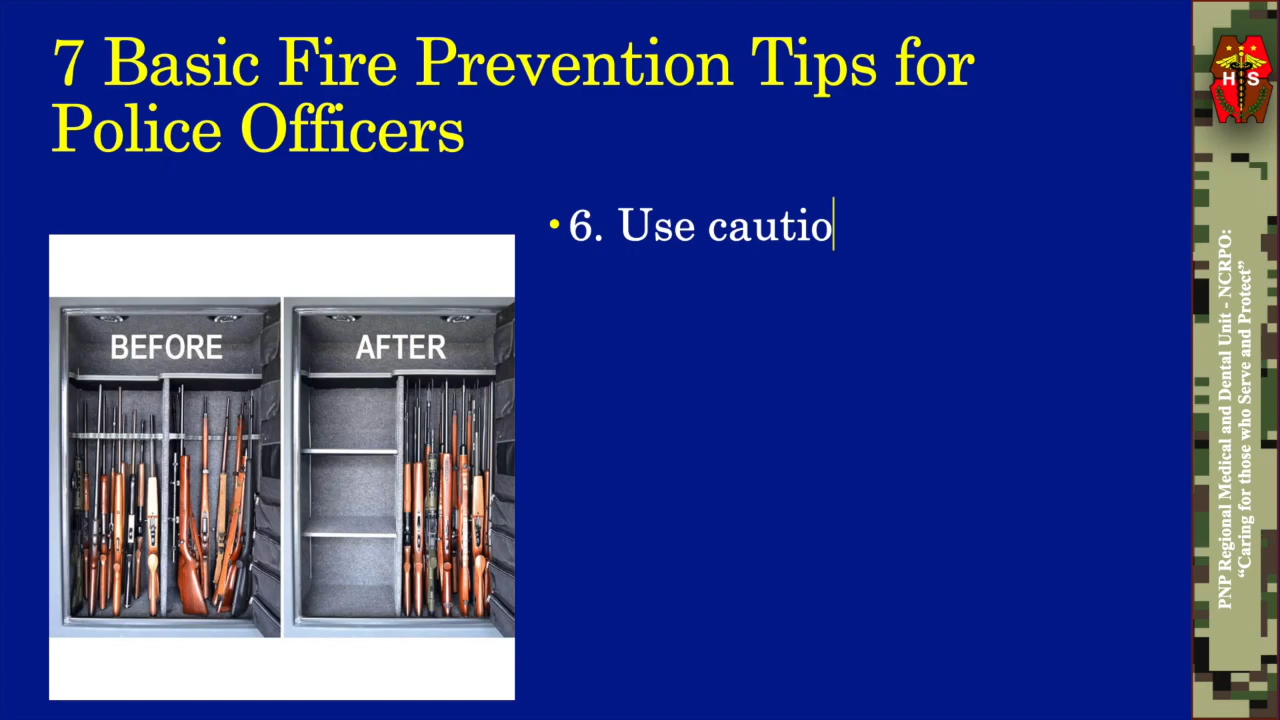 7 Basic Fire Prevention Tips for
Police Officers
• 6. Use cautio
BEFORE
AFTER
H S
PNP Regional Medical and Dental Unit - NCRPO:
“Caring for those who Serve and Protect”